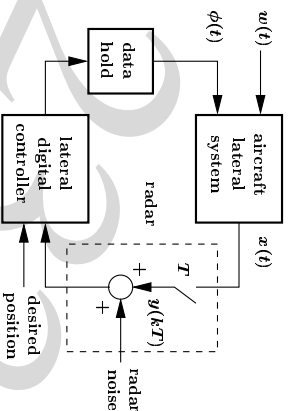 w(t)
ϕ(t)
aircraft
lateral
system
x(t)
data
hold
T
y(kT)
radar
+
+
radar
noise
lateral
digital
controller
desired
position